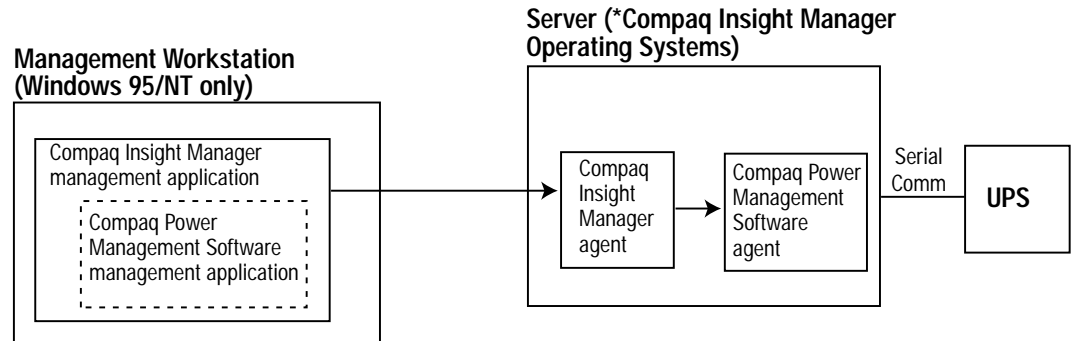 Management Workstation
(Windows 95/NT only)
Compaq Insight Manager
management application
Compaq Power
Management Software
management application
Server (*Compaq Insight Manager
Operating Systems)
Compaq
Insight
Manager
agent
Compaq Power
Management
Software
agent
Serial
Comm
UPS